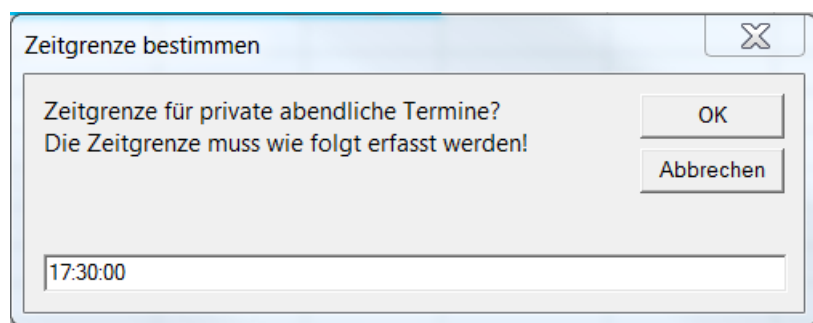 Zeitgrenze bestimmen
Zeitgrenze für private abendliche Termine?
Die Zeitgrenze muss wie folgt erfasst werden!
OK
Abbrechen
17:30:00